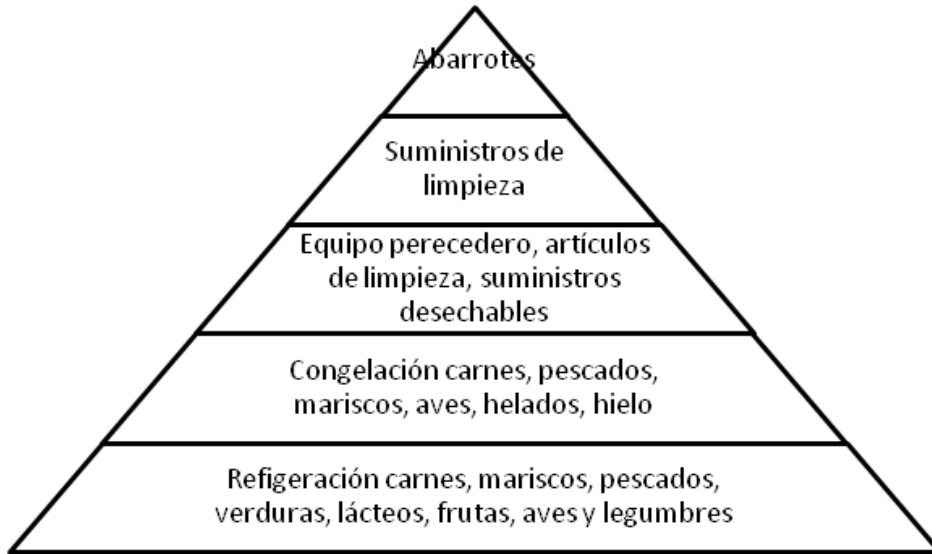 Abarrotes
Suministros de
limpieza
Equipo perecedero, artículos
de limpieza, suministros
desechables
Congelación carnes, pescados,
mariscos, aves, helados, hielo
Refigeración carnes, mariscos, pescados,
verduras, lácteos, frutas, aves y legumbres